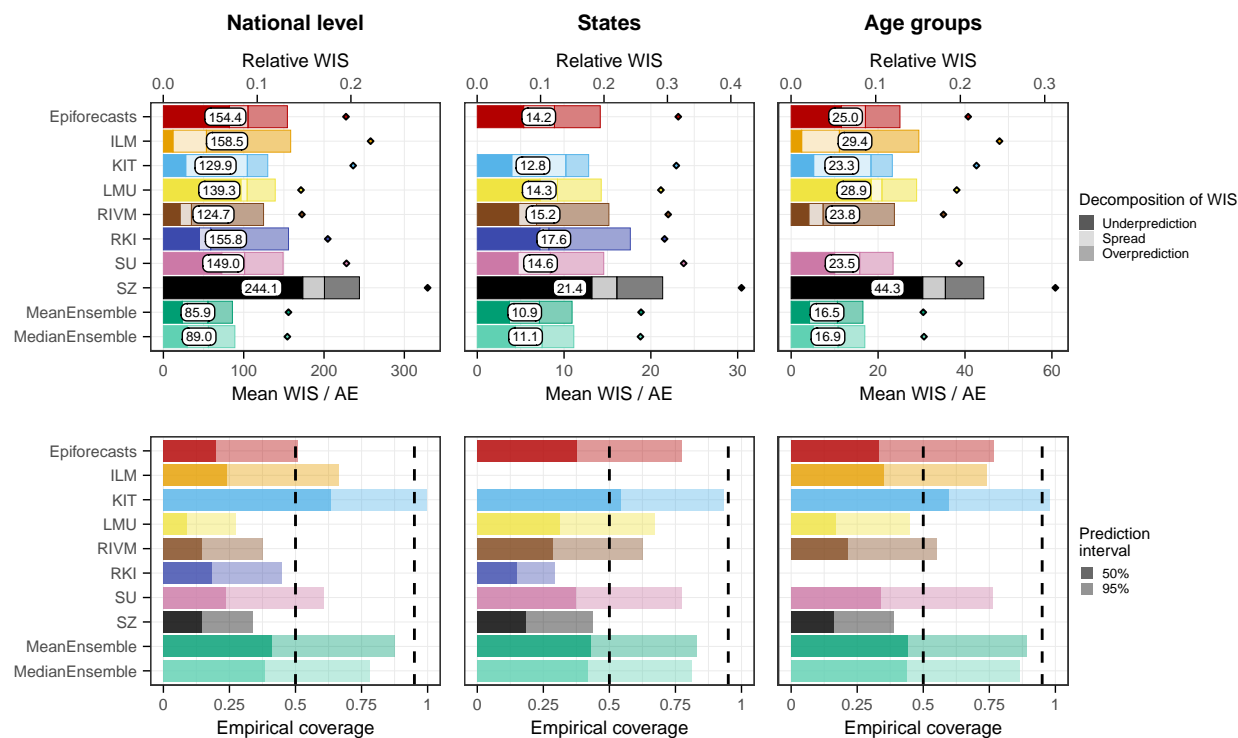 National level
States
Age groups
Relative WIS
Relative WIS
Relative WIS
0.0 0.1 0.2
0.0 0.1 0.2 0.3 0.4
0.0 0.1 0.2 0.3
Epiforecasts
ILM
KIT
LMU
RIVM
RKI
SU
SZ
MeanEnsemble
MedianEnsemble
154.4
158.5
129.9
139.3
124.7
155.8
149.0
244.1
85.9
89.0
14.2
12.8
14.3
15.2
17.6
14.6
21.4
10.9
11.1
25.0
29.4
23.3
28.9
23.8
23.5
44.3
16.5
16.9
0 100 200 300
0 10 20 30
0 20 40 60
Mean WIS / AE
Mean WIS / AE
Mean WIS / AE
Decomposition of WIS
Underprediction
Spread
Overprediction
Epiforecasts
ILM
KIT
LMU
RIVM
RKI
SU
SZ
MeanEnsemble
MedianEnsemble
0 0.25 0.5 0.75 1
0 0.25 0.5 0.75 1
0 0.25 0.5 0.75 1
Empirical coverage
Empirical coverage
Empirical coverage
Prediction
interval
50%
95%